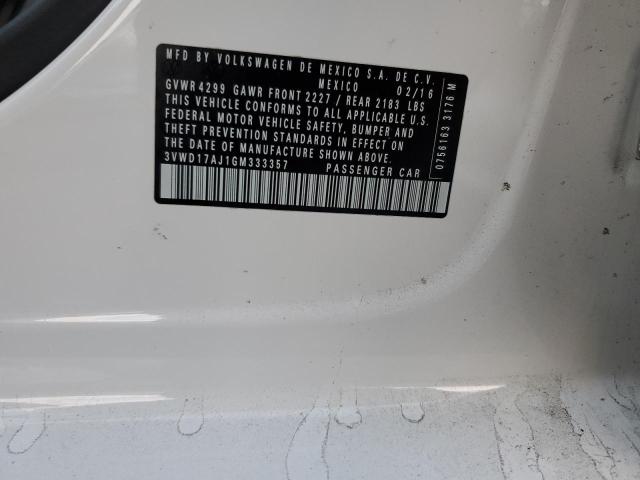 MFD BY VOLKSWAGEN DE MEXICO S.A. DE C.V.
MEXICO 02/16
GVWR 4299 GAWR FRONT 2227 / REAR 2183 LBS
THIS VEHICLE CONFORMS TO ALL APPLICABLE U.S.
FEDERAL MOTOR VEHICLE SAFETY, BUMPER AND
THEFT PREVENTION STANDARDS IN EFFECT ON
THE DATE OF MANUFACTURE SHOWN ABOVE.
3VWD17AJ1GM333357 PASSENGER CAR
0756163 3176 M